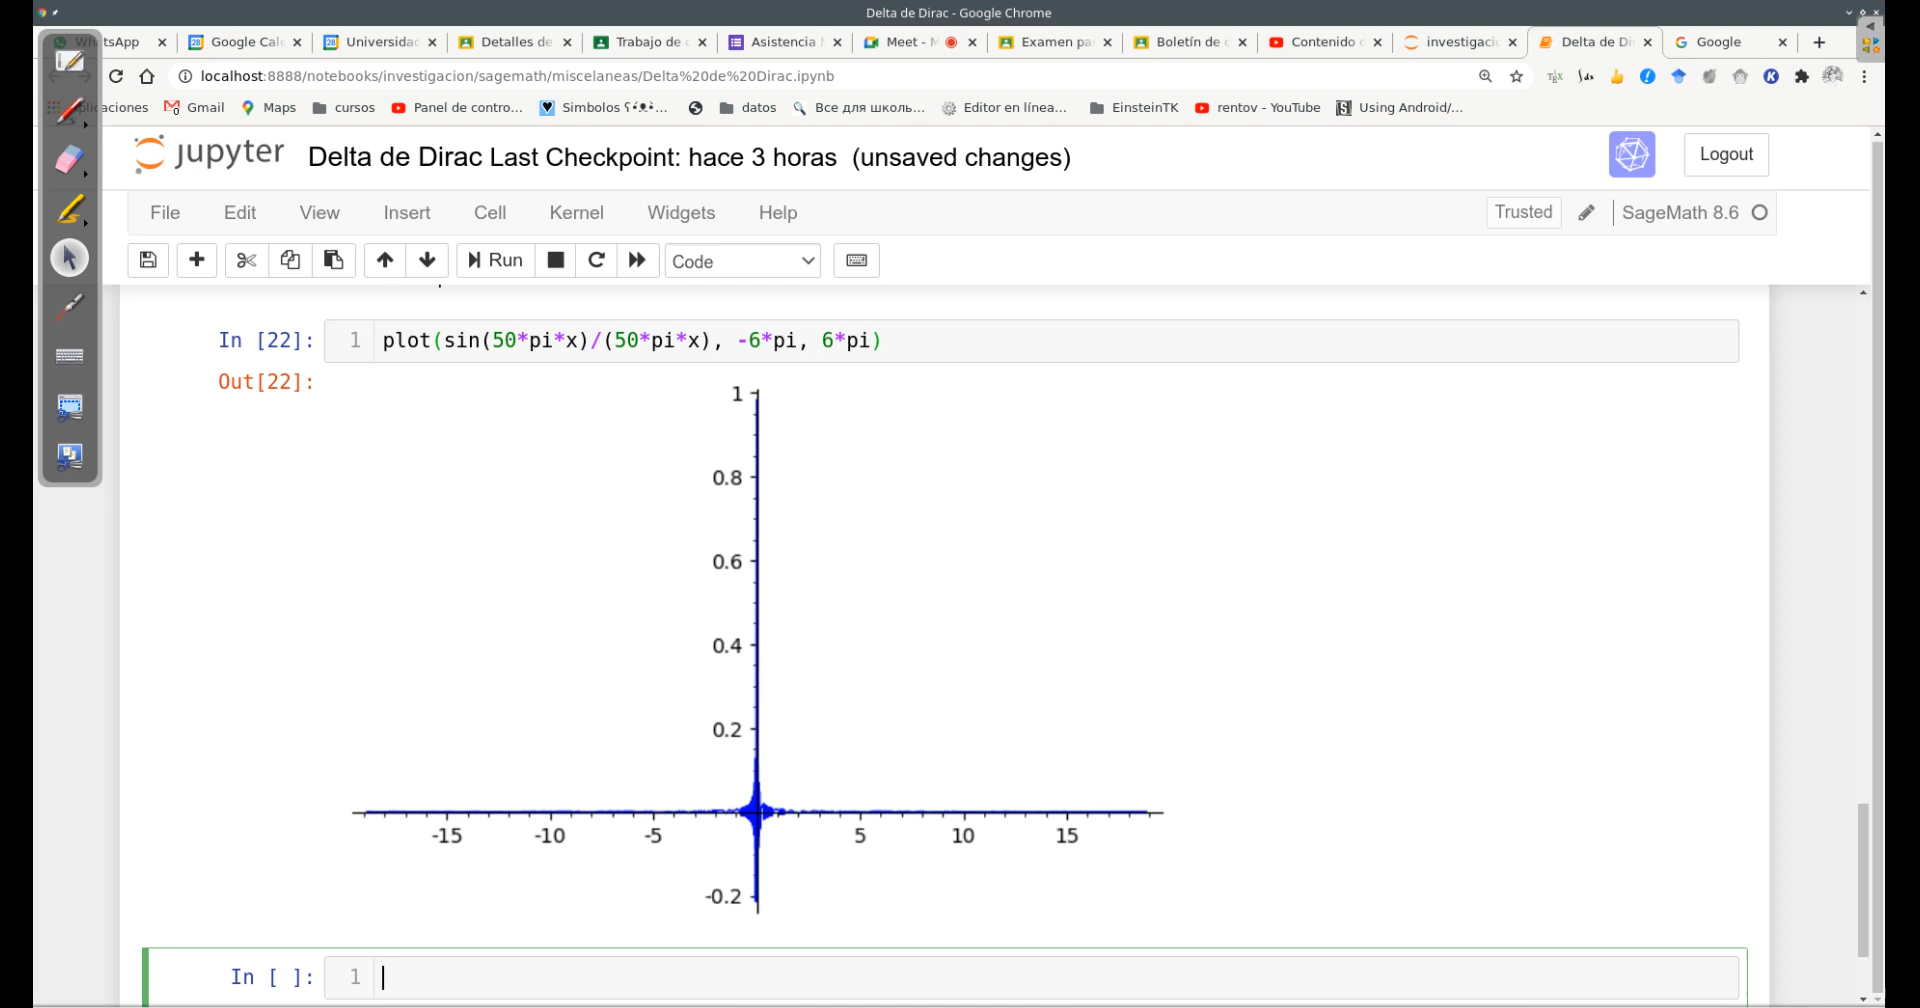 Delta de Dirac - Google Chrome
WhatsApp Google Cal Universidad Detalles de Trabajo de Asistencia Meet - Examen pa Boletín de Contenido investigaci Delta de Di Google
localhost:8888/notebooks/investigacion/sagemath/miscelaneas/Delta%20de%20Dirac.ipynb
plicaciones Gmail Maps cursos Panel de contro... Simbolos datos Все для школь... Editor en línea... EinsteinTK rentov - YouTube Using Android/...
jupyter Delta de Dirac Last Checkpoint: hace 3 horas (unsaved changes) Logout
File Edit View Insert Cell Kernel Widgets Help Trusted SageMath 8.6
Run Code
In [22]: 1 plot(sin(50*pi*x)/(50*pi*x), -6*pi, 6*pi)
Out[22]:
1
0.8
0.6
0.4
0.2
-15 -10 -5 5 10 15
-0.2
In [ ]: 1